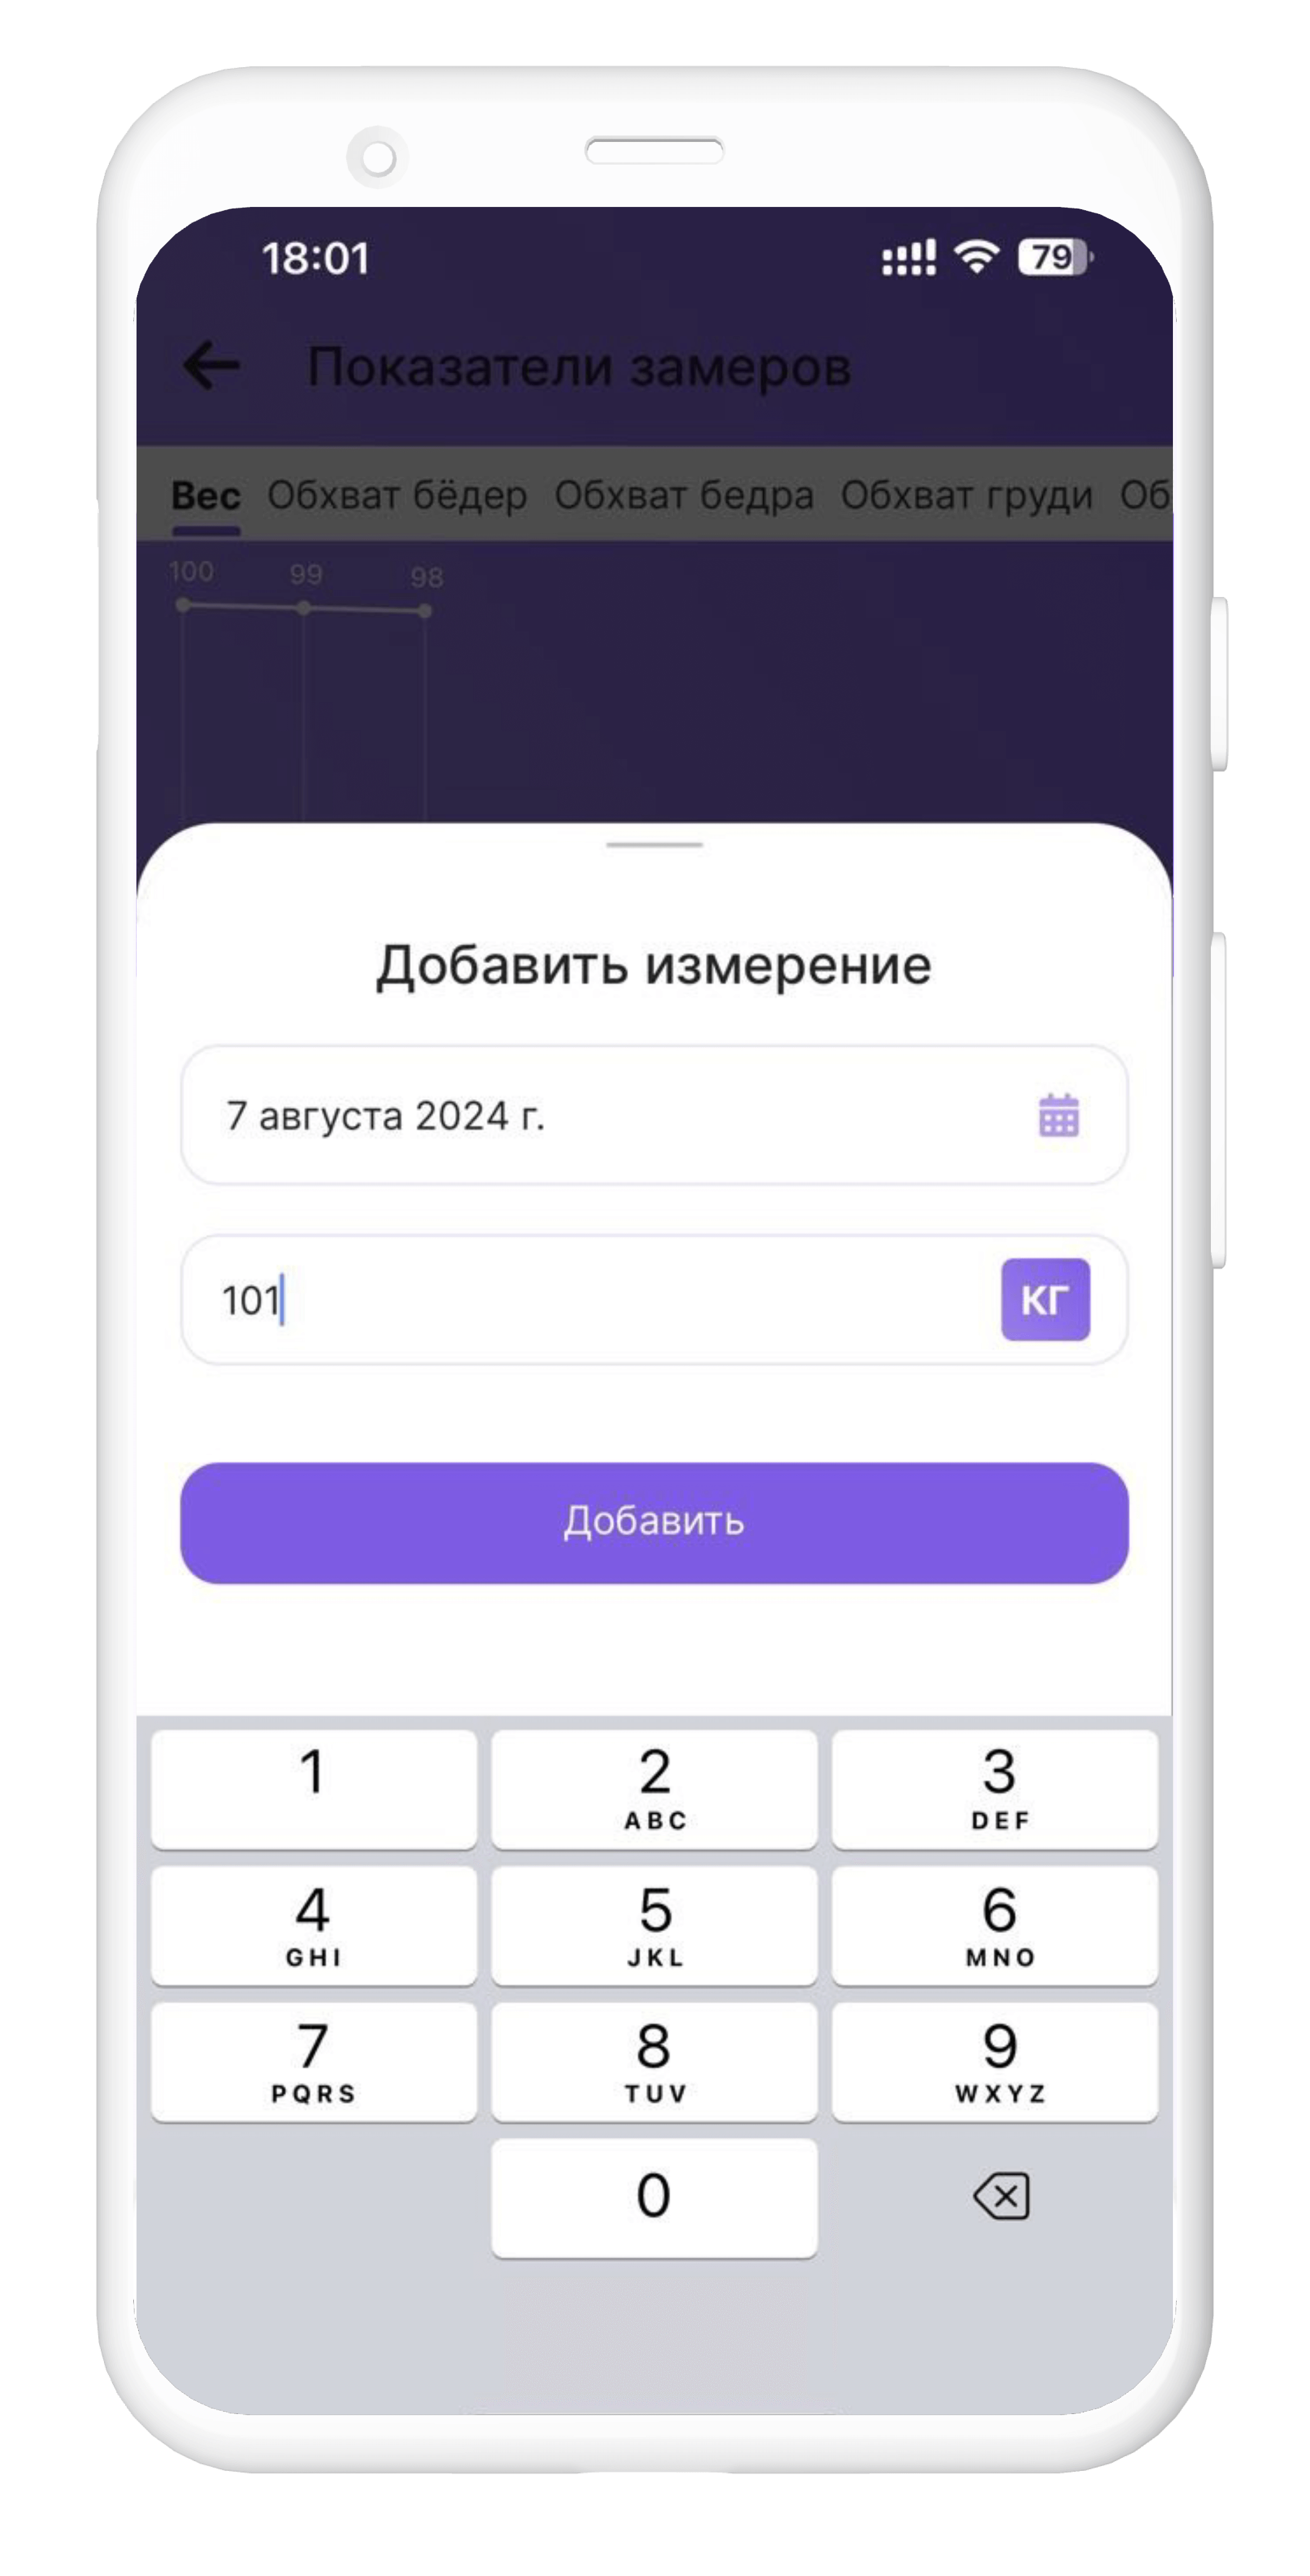 18:01 79
Показатели замеров
Вес Обхват бёдер Обхват бедра Обхват груди Об
100 99 98
Добавить измерение
7 августа 2024 г.
101 КГ
Добавить
1 2 3
ABC DEF
4 5 6
GHI JKL MNO
7 8 9
PQRS TUV WXYZ
0